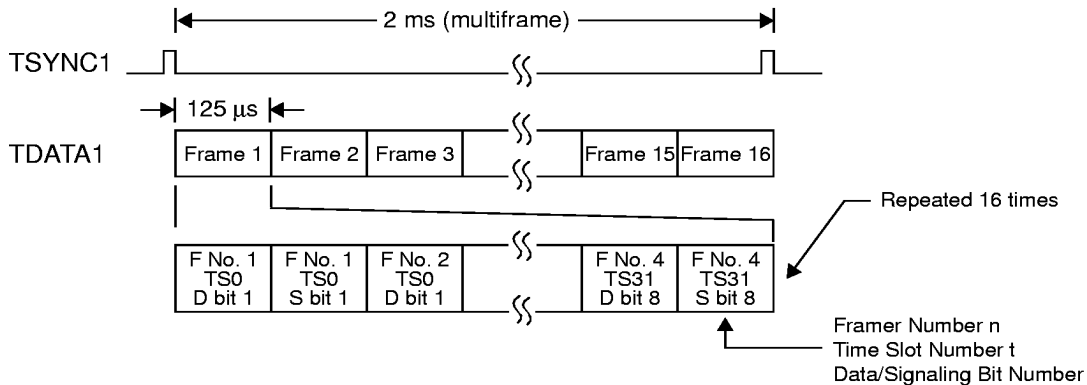 2 ms (multiframe)
TSYNC1
125 µs
TDATA1
Frame 1
Frame 2
Frame 3
Frame 15
Frame 16
Repeated 16 times
F No. 1
TS0
D bit 1
F No. 1
TS0
S bit 1
F No. 2
TS0
D bit 1
F No. 4
TS31
D bit 8
F No. 4
TS31
S bit 8
Framer Number n
Time Slot Number t
Data/Signaling Bit Number